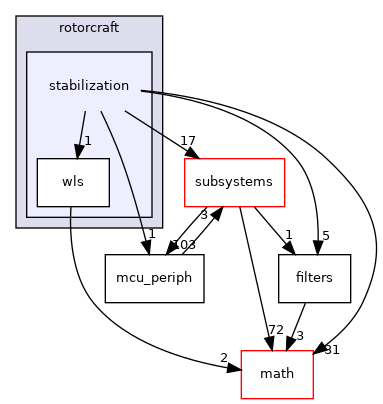 rotorcraft
stabilization
1
17
wls
subsystems
3
1
103
1
5
mcu_periph
filters
72
3
31
2
math